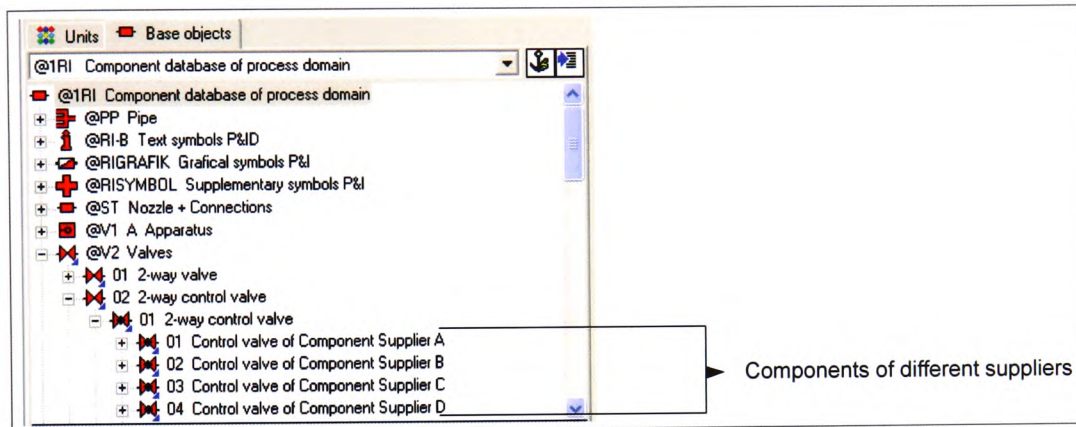 Units Base objects
@1RI Component database of process domain
@1RI Component database of process domain
@PP Pipe
@RI-B Text symbols P&ID
@RIGRAFIK Grafical symbols P&I
@RISYMBOL Supplementary symbols P&I
@ST Nozzle + Connections
@V1 A Apparatus
@V2 Valves
01 2-way valve
02 2-way control valve
01 2-way control valve
01 Control valve of Component Supplier A
02 Control valve of Component Supplier B
03 Control valve of Component Supplier C
04 Control valve of Component Supplier D
Components of different suppliers